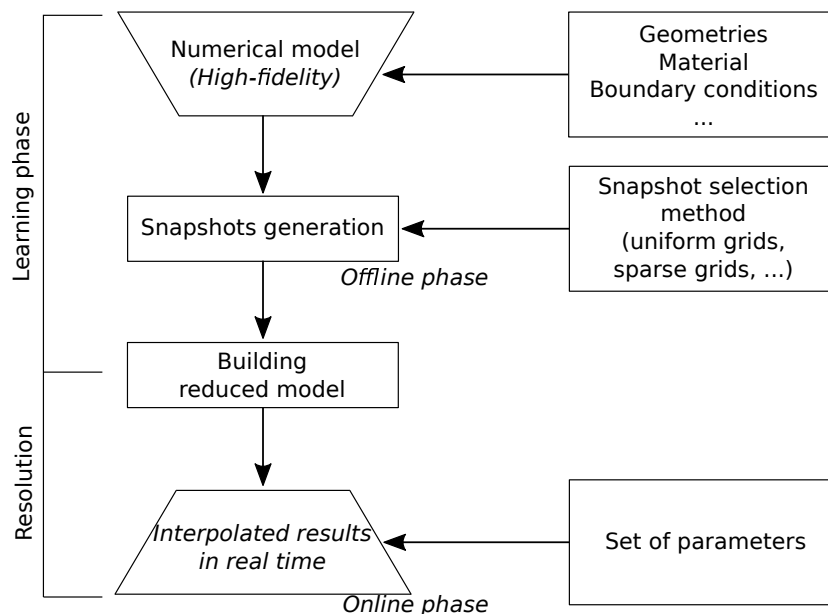 Numerical model
(High-fidelity)
Geometries
Material
Boundary conditions
...
Learning phase
Snapshots generation
Snapshot selection
method
(uniform grids,
sparse grids, ...)
Offline phase
Building
reduced model
Resolution
Interpolated results
in real time
Set of parameters
Online phase